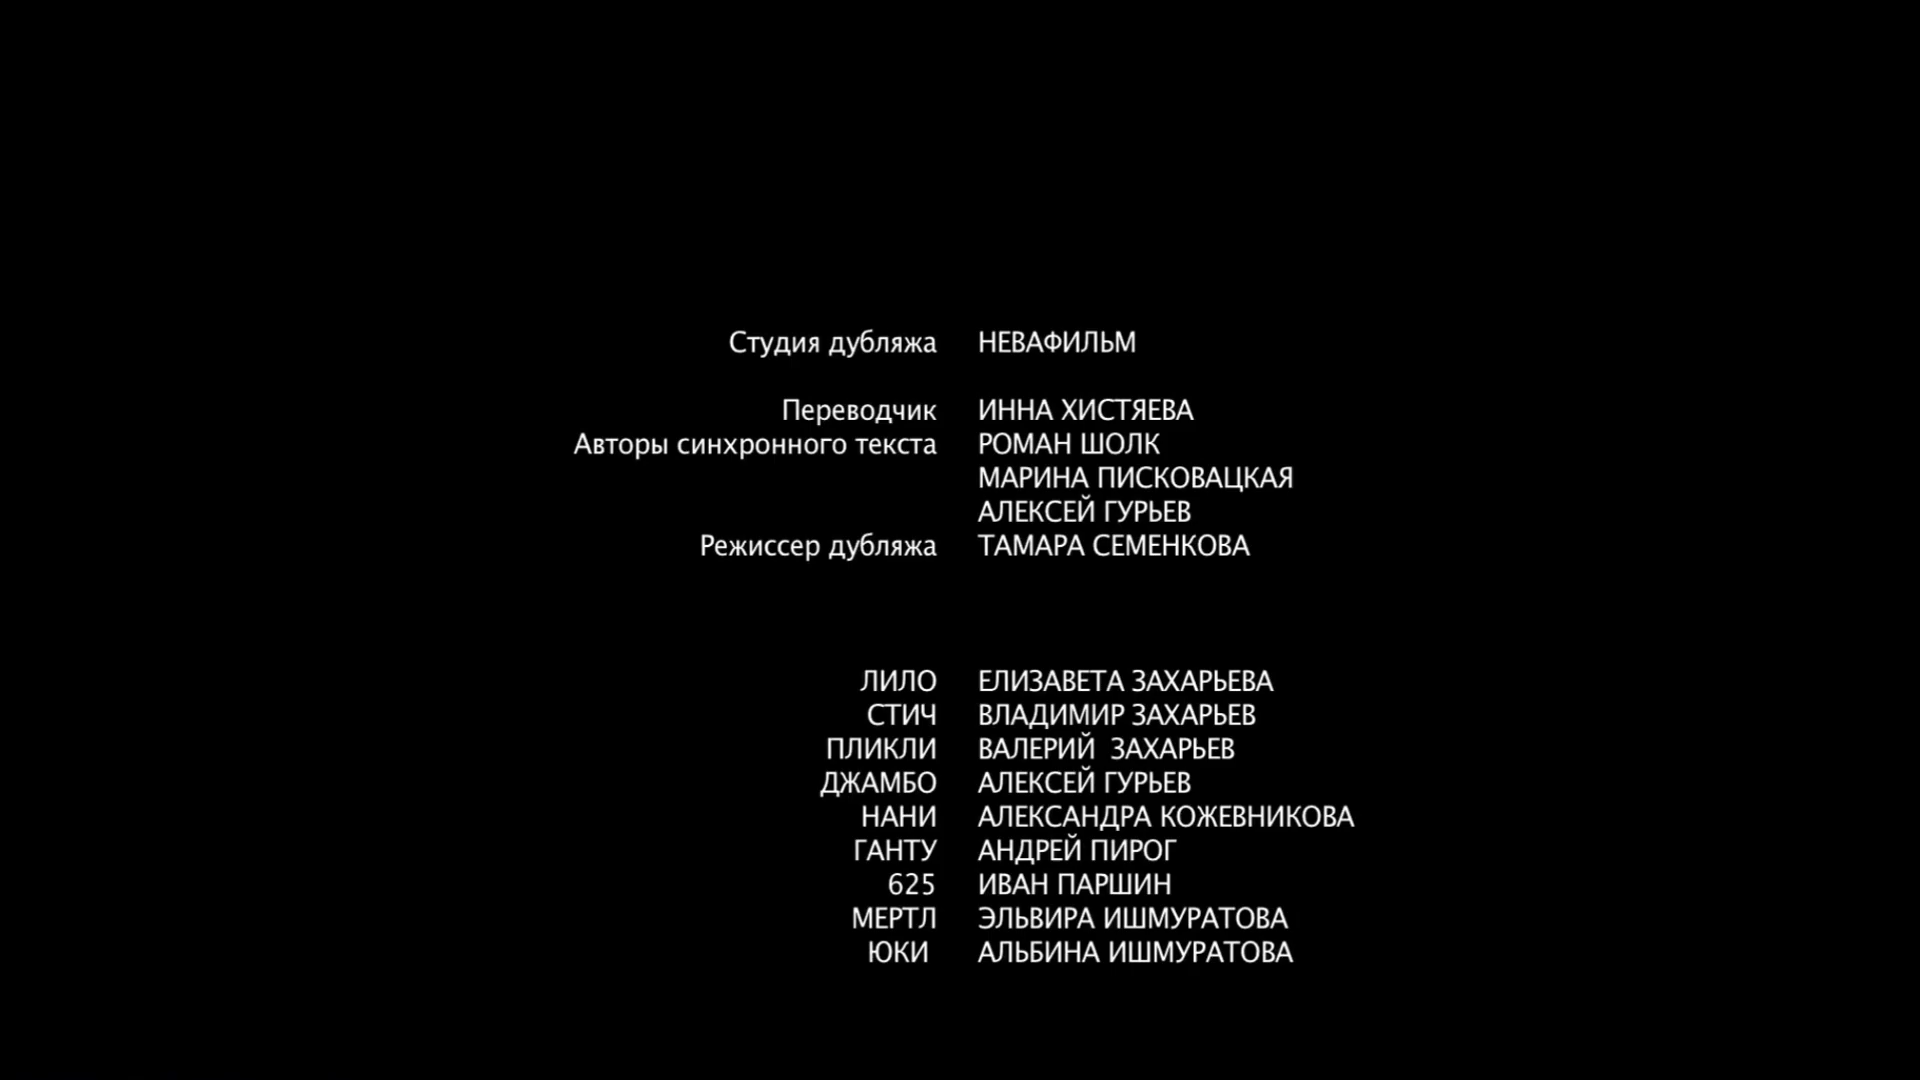 Студия дубляжа НЕВАФИЛЬМ
Переводчик ИННА ХИСТЯЕВА
Авторы синхронного текста РОМАН ШОЛК
МАРИНА ПИСКОВАЦКАЯ
АЛЕКСЕЙ ГУРЬЕВ
Режиссер дубляжа ТАМАРА СЕМЕНКОВА
ЛИЛО ЕЛИЗАВЕТА ЗАХАРЬЕВА
СТИЧ ВЛАДИМИР ЗАХАРЬЕВ
ПЛИКЛИ ВАЛЕРИЙ ЗАХАРЬЕВ
ДЖАМБО АЛЕКСЕЙ ГУРЬЕВ
НАНИ АЛЕКСАНДРА КОЖЕВНИКОВА
ГАНТУ АНДРЕЙ ПИРОГ
625 ИВАН ПАРШИН
МЕРТЛ ЭЛЬВИРА ИШМУРАТОВА
ЮКИ АЛЬБИНА ИШМУРАТОВА